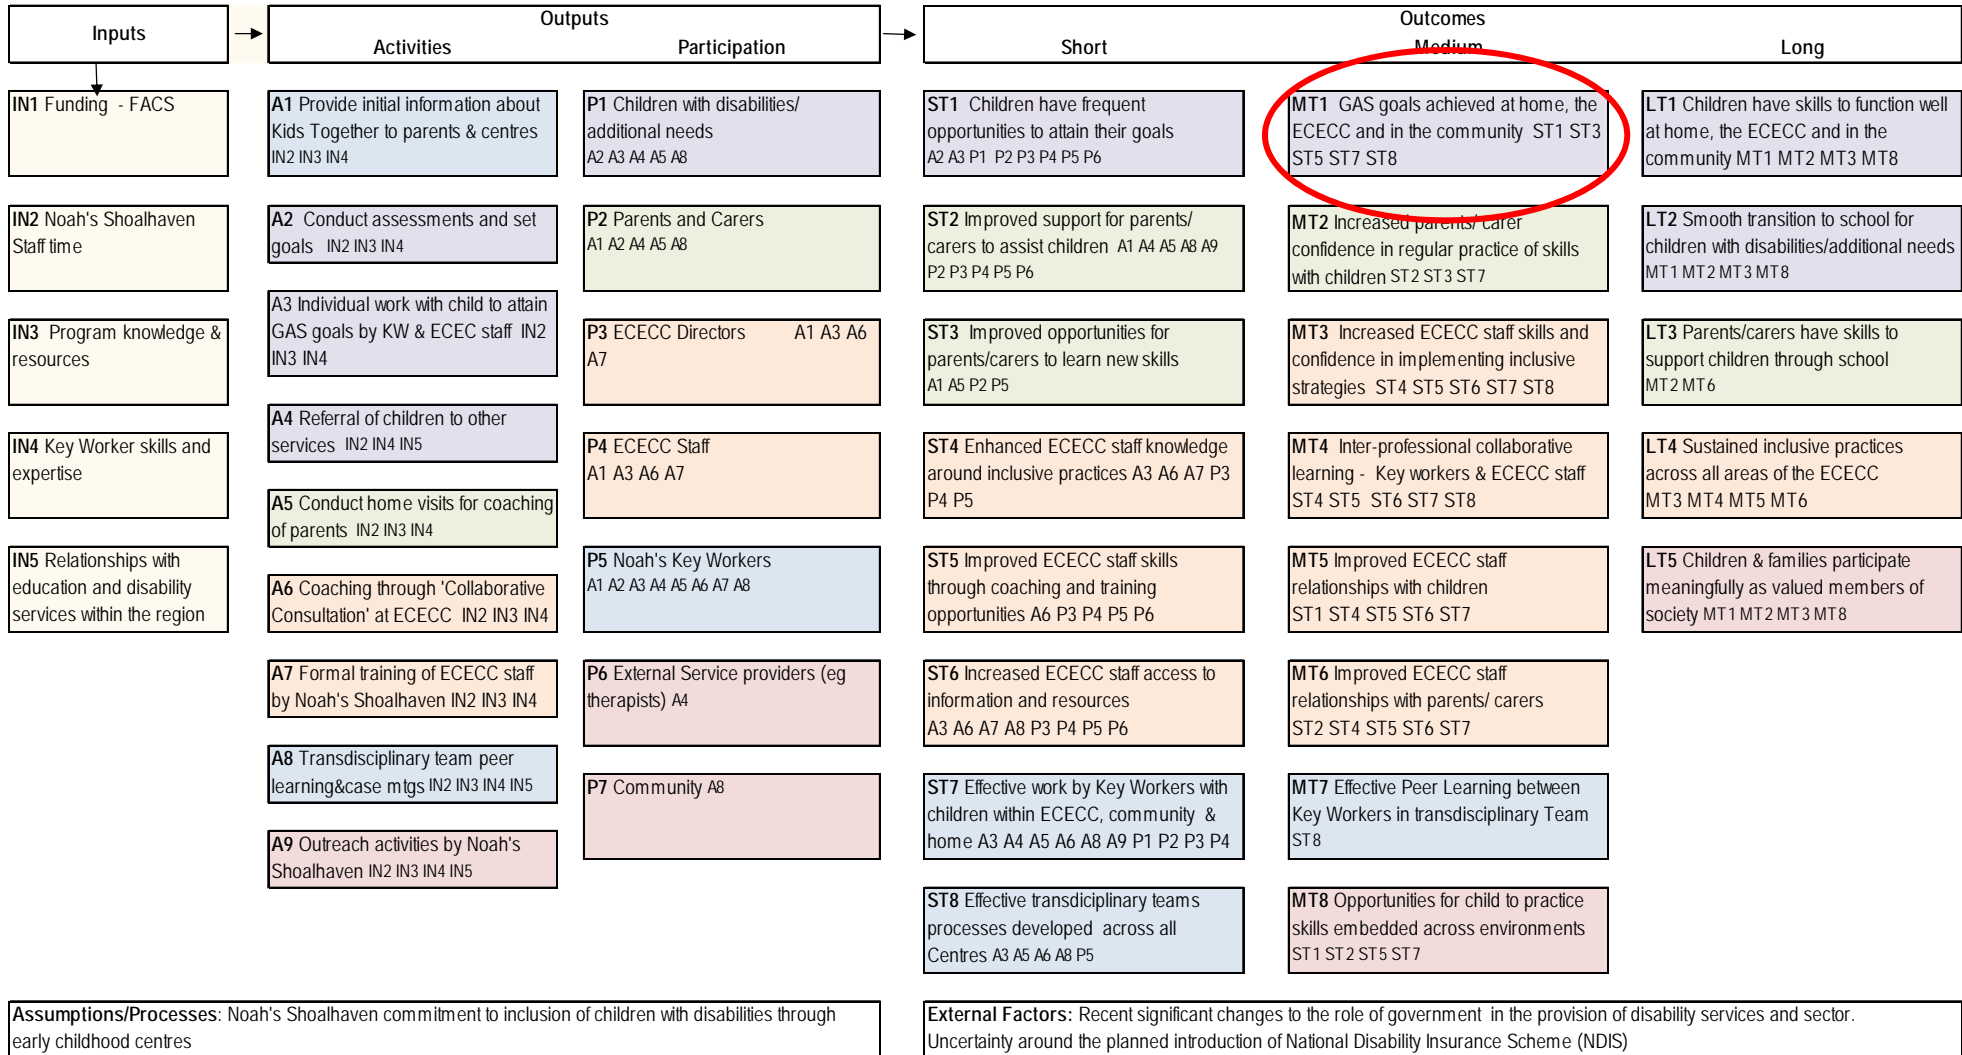 Inputs
Outputs
Activities
Participation
Outcomes
Short
Medium
Long
IN1 Funding - FACS
IN2 Noah's Shoalhaven
Staff time
IN3 Program knowledge &
resources
IN4 Key Worker skills and
expertise
IN5 Relationships with
education and disability
services within the region
A1 Provide initial information about
Kids Together to parents & centres
IN2 IN3 IN4
A2 Conduct assessments and set
goals IN2 IN3 IN4
A3 Individual work with child to attain
GAS goals by KW & ECEC staff IN2
IN3 IN4
A4 Referral of children to other
services IN2 IN4 IN5
A5 Conduct home visits for coaching
of parents IN2 IN3 IN4
A6 Coaching through 'Collaborative
Consultation' at ECECC IN2 IN3 IN4
A7 Formal training of ECECC staff
by Noah's Shoalhaven IN2 IN3 IN4
A8 Transdisciplinary team peer
learning&case mtgs IN2 IN3 IN4 IN5
A9 Outreach activities by Noah's
Shoalhaven IN2 IN3 IN4 IN5
P1 Children with disabilities/
additional needs
A2 A3 A4 A5 A8
P2 Parents and Carers
A1 A2 A4 A5 A8
P3 ECECC Directors A1 A3 A6
A7
P4 ECECC Staff
A1 A3 A6 A7
P5 Noah's Key Workers
A1 A2 A3 A4 A5 A6 A7 A8
P6 External Service providers (eg
therapists) A4
P7 Community A8
ST1 Children have frequent
opportunities to attain their goals
A2 A3 P1 P2 P3 P4 P5 P6
ST2 Improved support for parents/
carers to assist children A1 A4 A5 A8 A9
P2 P3 P4 P5 P6
ST3 Improved opportunities for
parents/carers to learn new skills
A1 A5 P2 P5
ST4 Enhanced ECECC staff knowledge
around inclusive practices A3 A6 A7 P3
P4 P5
ST5 Improved ECECC staff skills
through coaching and training
opportunities A6 P3 P4 P5 P6
ST6 Increased ECECC staff access to
information and resources
A3 A6 A7 A8 P3 P4 P5 P6
ST7 Effective work by Key Workers with
children within ECECC, community &
home A3 A4 A5 A6 A8 A9 P1 P2 P3 P4
ST8 Effective transdiciplinary teams
processes developed across all
Centres A3 A5 A6 A8 P5
MT1 GAS goals achieved at home, the
ECECC and in the community ST1 ST3
ST5 ST7 ST8
MT2 Increased parents/ carer
confidence in regular practice of skills
with children ST2 ST3 ST7
MT3 Increased ECECC staff skills and
confidence in implementing inclusive
strategies ST4 ST5 ST6 ST7 ST8
MT4 Inter-professional collaborative
learning - Key workers & ECECC staff
ST4 ST5 ST6 ST7 ST8
MT5 Improved ECECC staff
relationships with children
ST1 ST4 ST5 ST6 ST7
MT6 Improved ECECC staff
relationships with parents/ carers
ST2 ST4 ST5 ST6 ST7
MT7 Effective Peer Learning between
Key Workers in transdisciplinary Team
ST8
MT8 Opportunities for child to practice
skills embedded across environments
ST1 ST2 ST5 ST7
LT1 Children have skills to function well
at home, the ECECC and in the
community MT1 MT2 MT3 MT8
LT2 Smooth transition to school for
children with disabilities/additional needs
MT1 MT2 MT3 MT8
LT3 Parents/carers have skills to
support children through school
MT2 MT6
LT4 Sustained inclusive practices
across all areas of the ECECC
MT3 MT4 MT5 MT6
LT5 Children & families participate
meaningfully as valued members of
society MT1 MT2 MT3 MT8
Assumptions/Processes: Noah's Shoalhaven commitment to inclusion of children with disabilities through
early childhood centres
External Factors: Recent significant changes to the role of government in the provision of disability services and sector.
Uncertainty around the planned introduction of National Disability Insurance Scheme (NDIS)